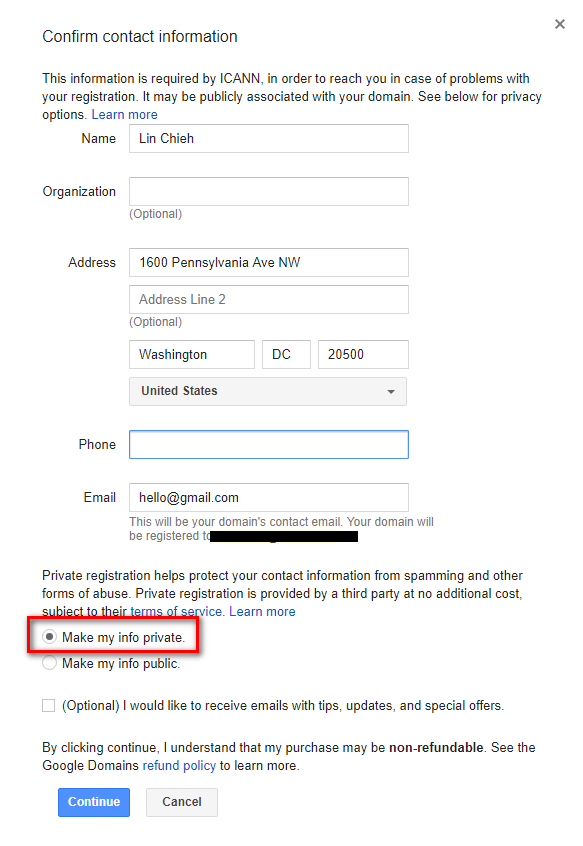 Confirm contact information
This information is required by ICANN, in order to reach you in case of problems with
your registration. It may be publicly associated with your domain. See below for privacy
options. Learn more
Name Lin Chieh
Organization
(Optional)
Address 1600 Pennsylvania Ave NW
Address Line 2
(Optional)
Washington DC 20500
United States
Phone
Email hello@gmail.com
This will be your domain's contact email. Your domain will
be registered to
Private registration helps protect your contact information from spamming and other
forms of abuse. Private registration is provided by a third party at no additional cost,
subject to their terms of service. Learn more
Make my info private.
Make my info public.
(Optional) I would like to receive emails with tips, updates, and special offers.
By clicking continue, I understand that my purchase may be non-refundable. See the
Google Domains refund policy to learn more.
Continue Cancel